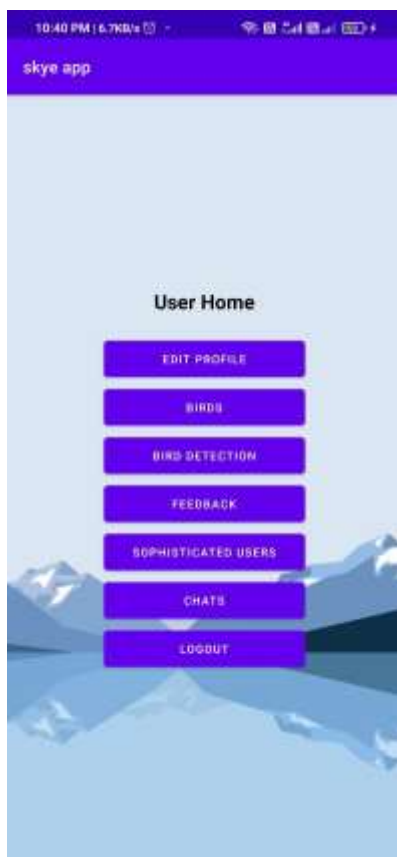 10:40 PM | 6.7KB/s
skye app
User Home
EDIT PROFILE
BIRDS
BIRD DETECTION
FEEDBACK
SOPHISTICATED USERS
CHATS
LOGOUT